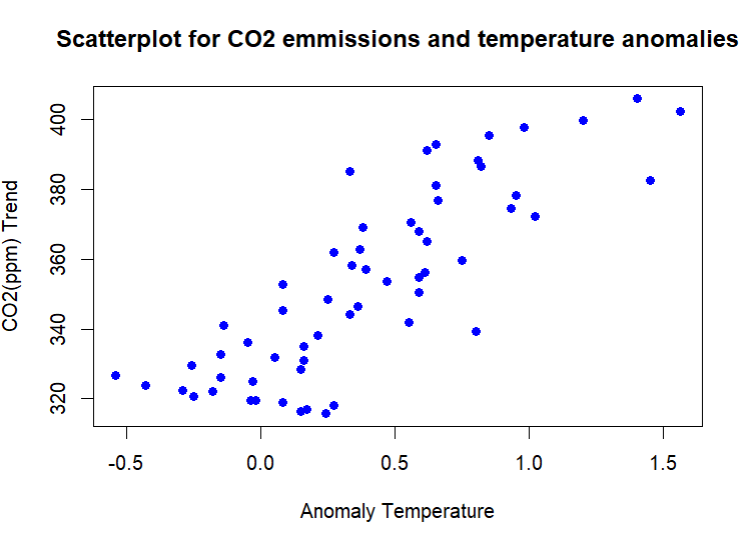 Scatterplot for CO2 emmissions and temperature anomalies
CO2(ppm) Trend
400
380
360
340
320
-0.5 0.0 0.5 1.0 1.5
Anomaly Temperature